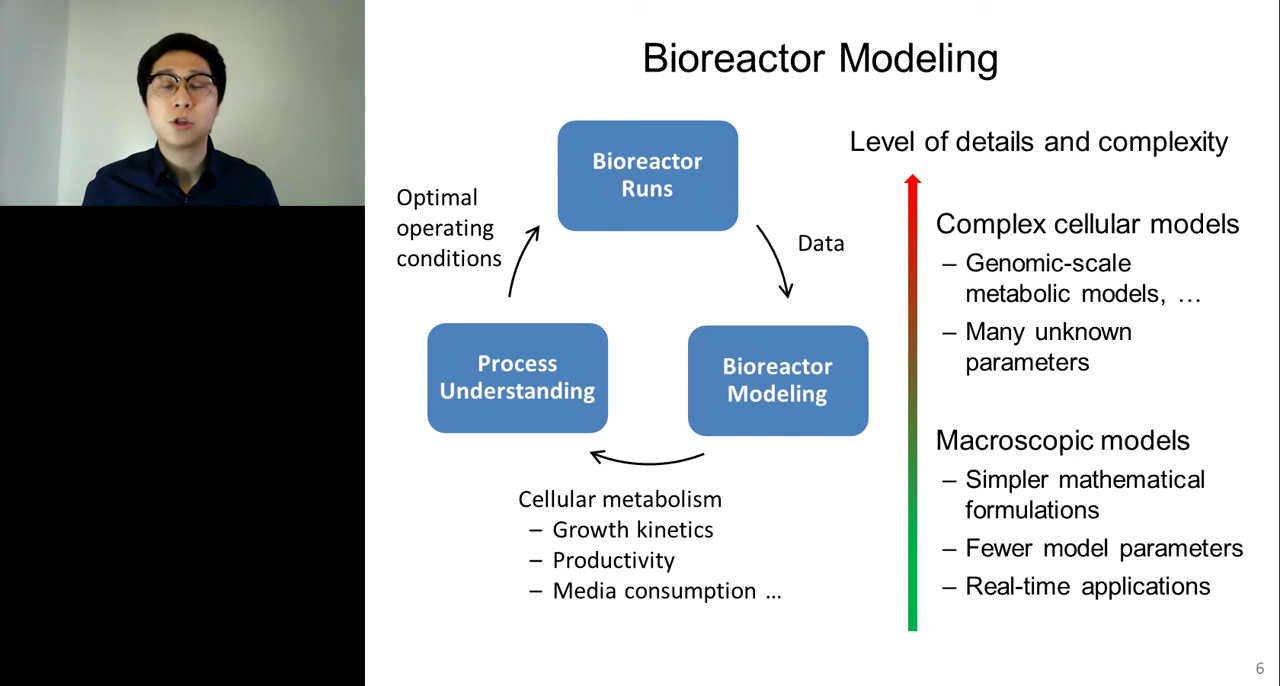 Bioreactor Modeling
Bioreactor
Runs
Optimal
operating
conditions
Data
Process
Understanding
Bioreactor
Modeling
Cellular metabolism
– Growth kinetics
– Productivity
– Media consumption ...
Level of details and complexity
Complex cellular models
– Genomic-scale
metabolic models, …
– Many unknown
parameters
Macroscopic models
– Simpler mathematical
formulations
– Fewer model parameters
– Real-time applications
6